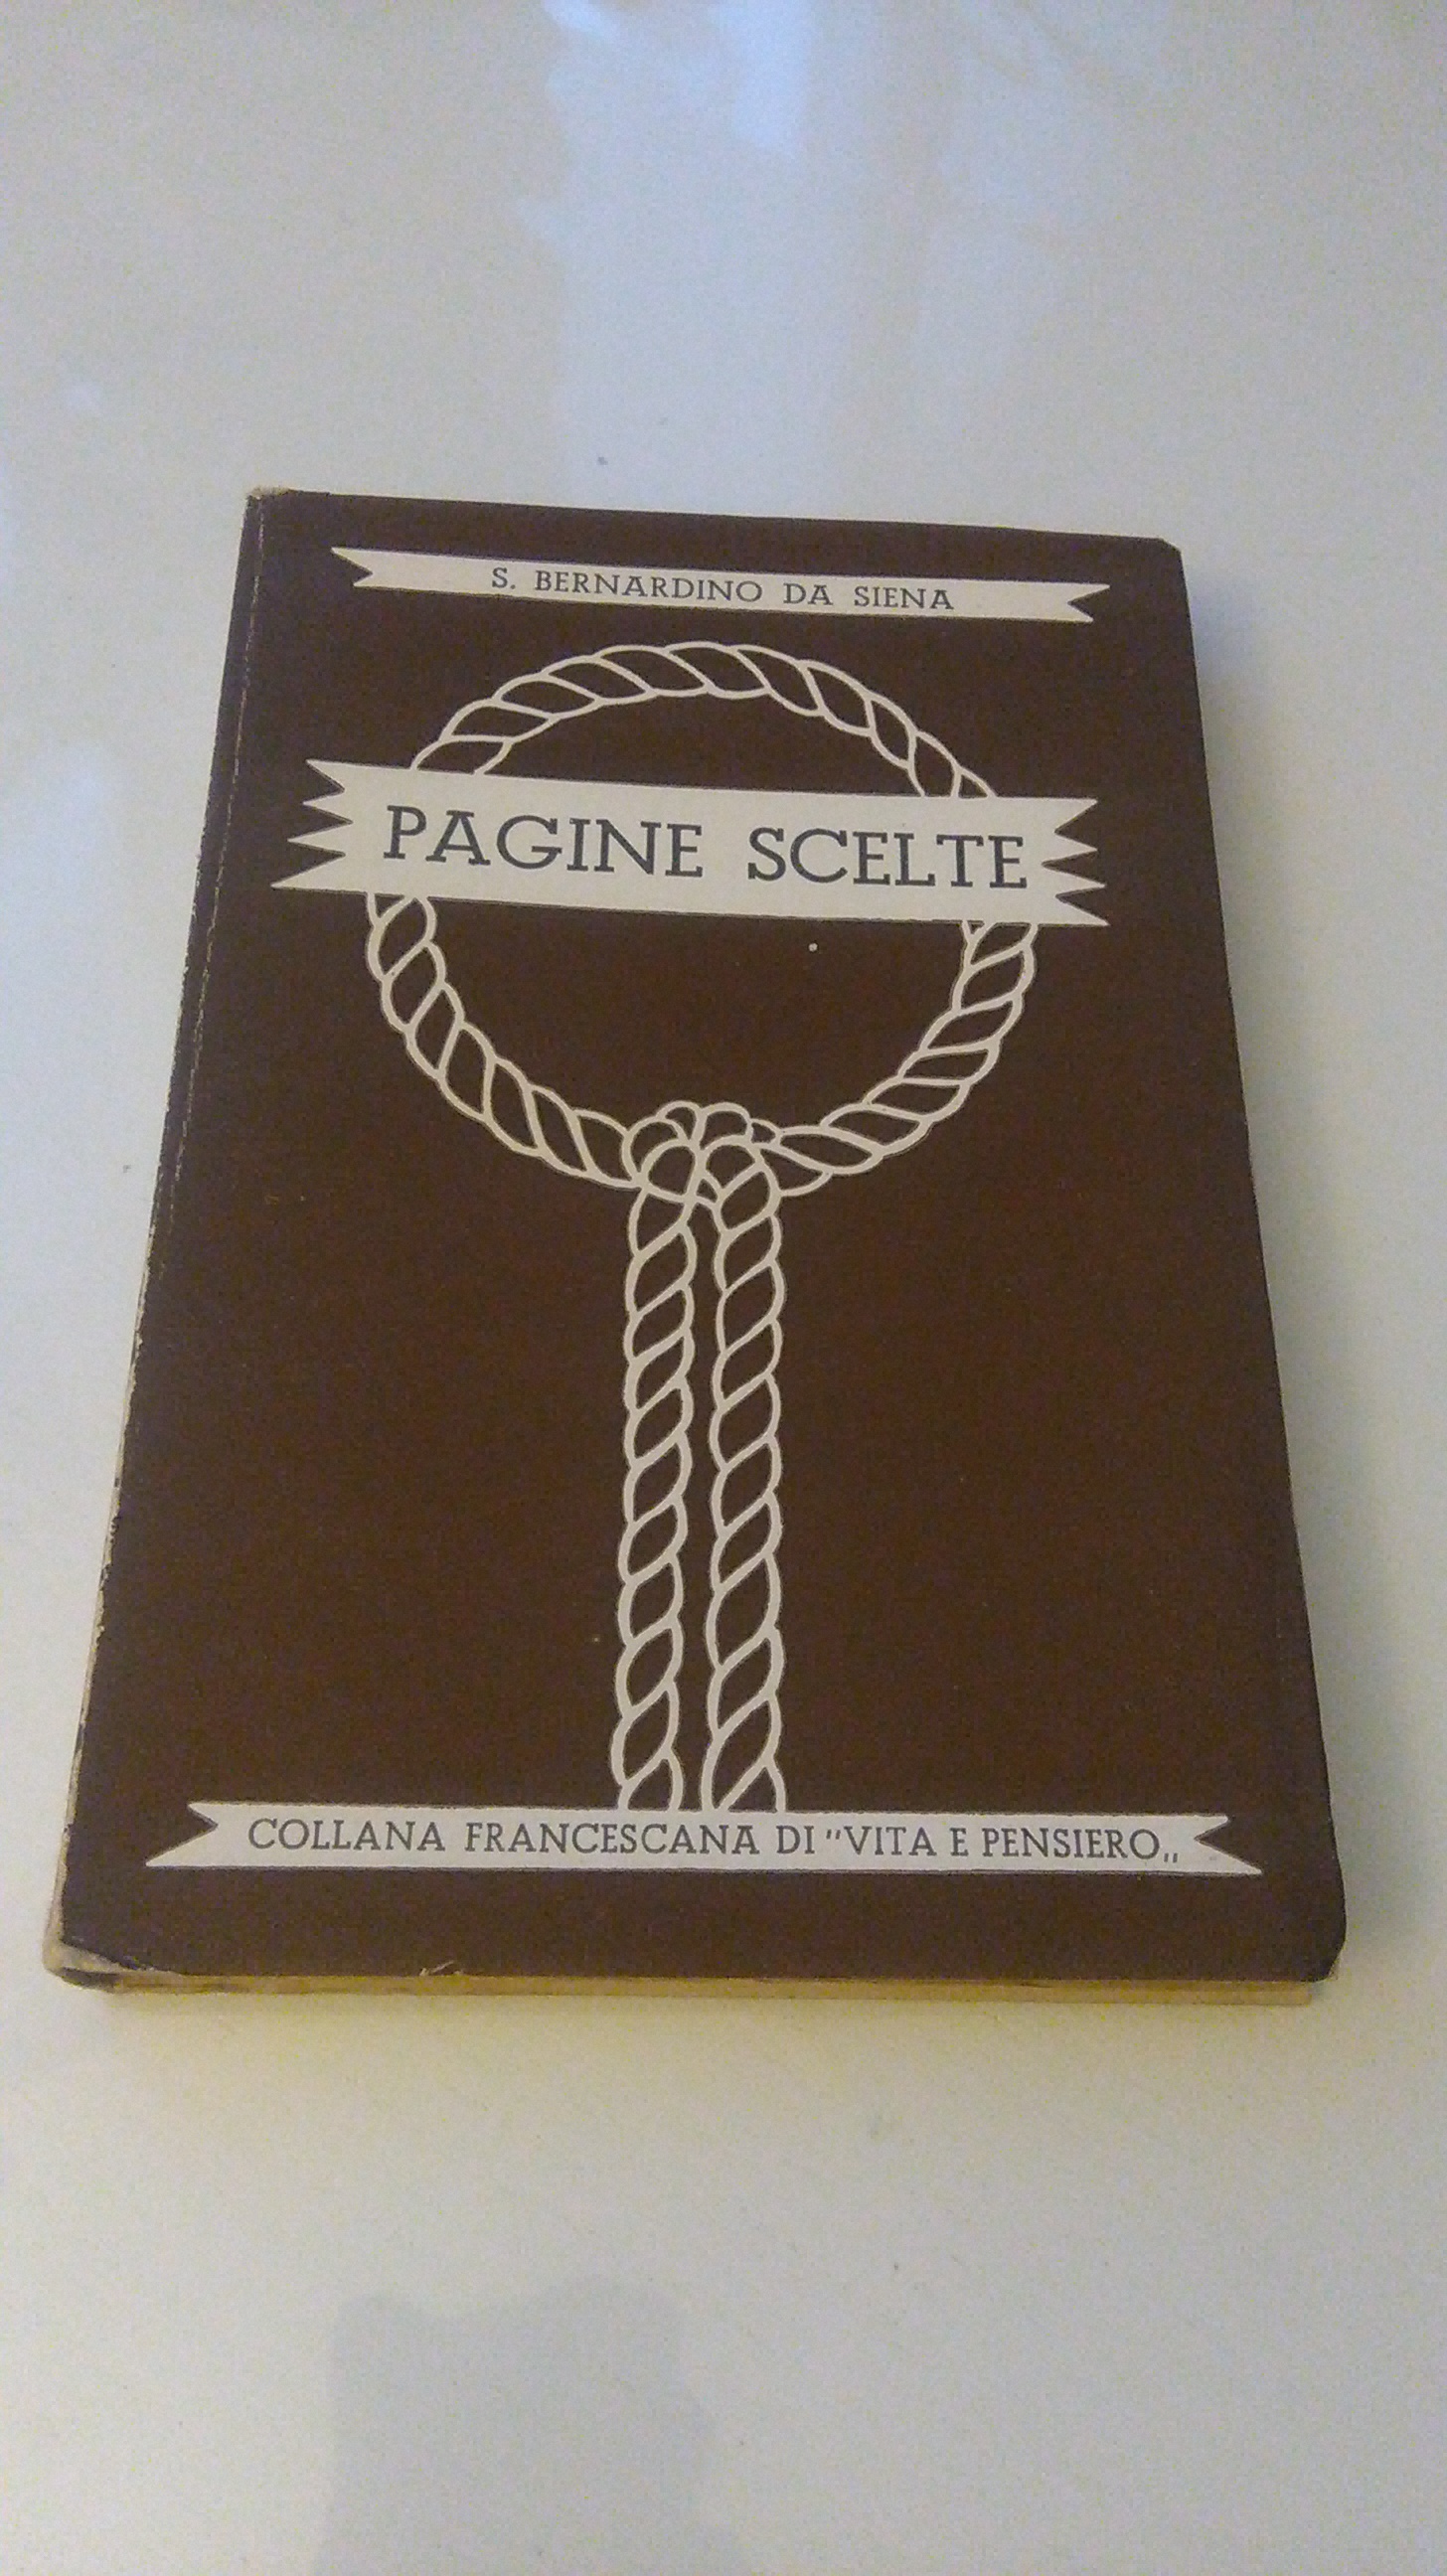 S. BERNARDINO DA SIENA
PAGINE SCELTE
COLLANA FRANCESCANA DI "VITA E PENSIERO„